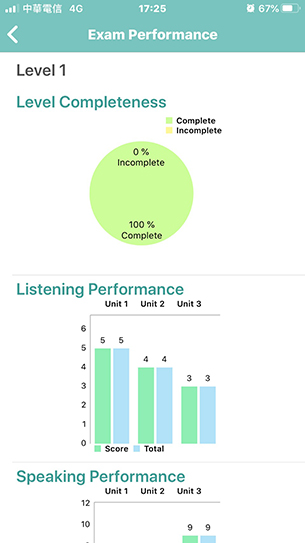 中華電信 4G 17:25 67%
Exam Performance
Level 1
Level Completeness
Complete
Incomplete
0 %
Incomplete
100 %
Complete
Listening Performance
Unit 1 Unit 2 Unit 3
6
5 5 5
4 4 4
3 3 3
2
1
0
Score Total
Speaking Performance
Unit 1 Unit 2 Unit 3
12
10 9 9